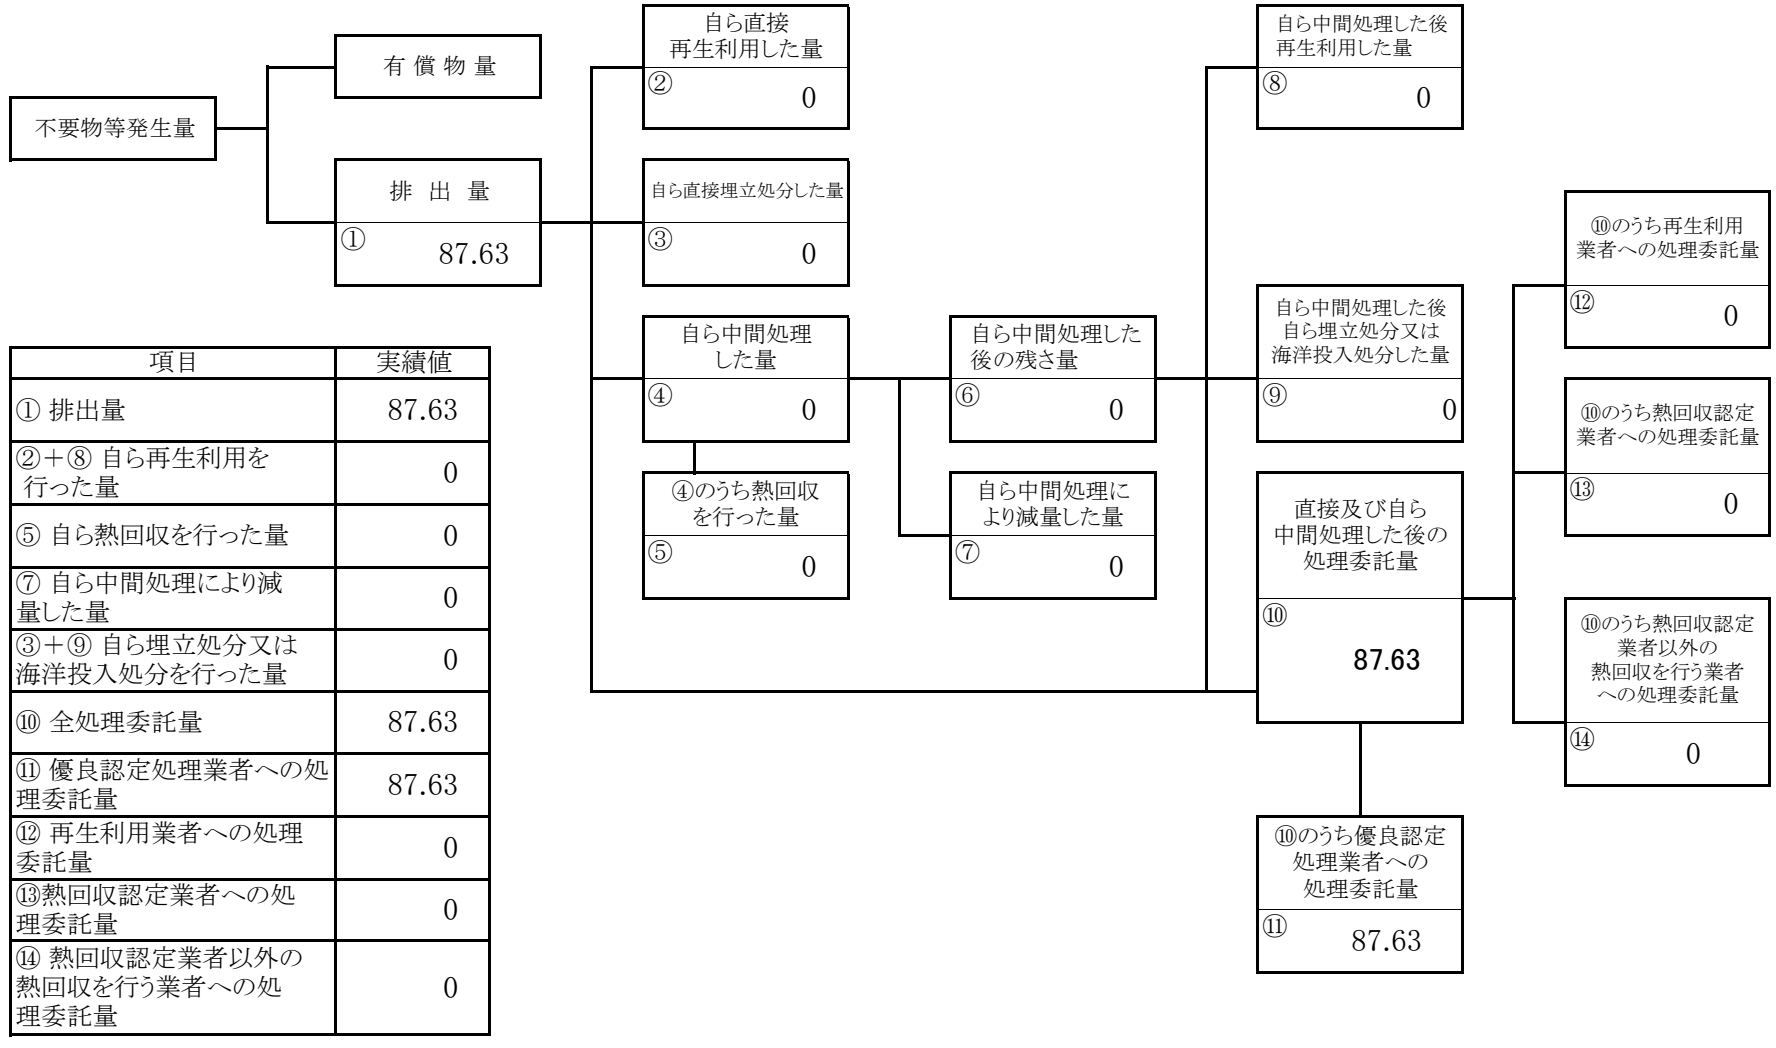 不要物等発生量
有 償 物 量
排 出 量
① 87.63
自ら直接
再生利用した量
② 0
自ら直接埋立処分した量
③ 0
自ら中間処理
した量
④ 0
④のうち熱回収
を行った量
⑤ 0
自ら中間処理した
後の残さ量
⑥ 0
自ら中間処理に
より減量した量
⑦ 0
自ら中間処理した後
再生利用した量
⑧ 0
自ら中間処理した後
自ら埋立処分又は
海洋投入処分した量
⑨ 0
直接及び自ら
中間処理した後の
処理委託量
⑩
87.63
⑩のうち優良認定
処理業者への
処理委託量
⑪ 87.63
⑩のうち再生利用
業者への処理委託量
⑫ 0
⑩のうち熱回収認定
業者への処理委託量
⑬ 0
⑩のうち熱回収認定
業者以外の
熱回収を行う業者
への処理委託量
⑭ 0
項目 実績値
① 排出量 87.63
②＋⑧ 自ら再生利用を
行った量 0
⑤ 自ら熱回収を行った量 0
⑦ 自ら中間処理により減
量した量 0
③＋⑨ 自ら埋立処分又は
海洋投入処分を行った量 0
⑩ 全処理委託量 87.63
⑪ 優良認定処理業者への処
理委託量 87.63
⑫ 再生利用業者への処理
委託量 0
⑬熱回収認定業者への処
理委託量 0
⑭ 熱回収認定業者以外の
熱回収を行う業者への処
理委託量 0